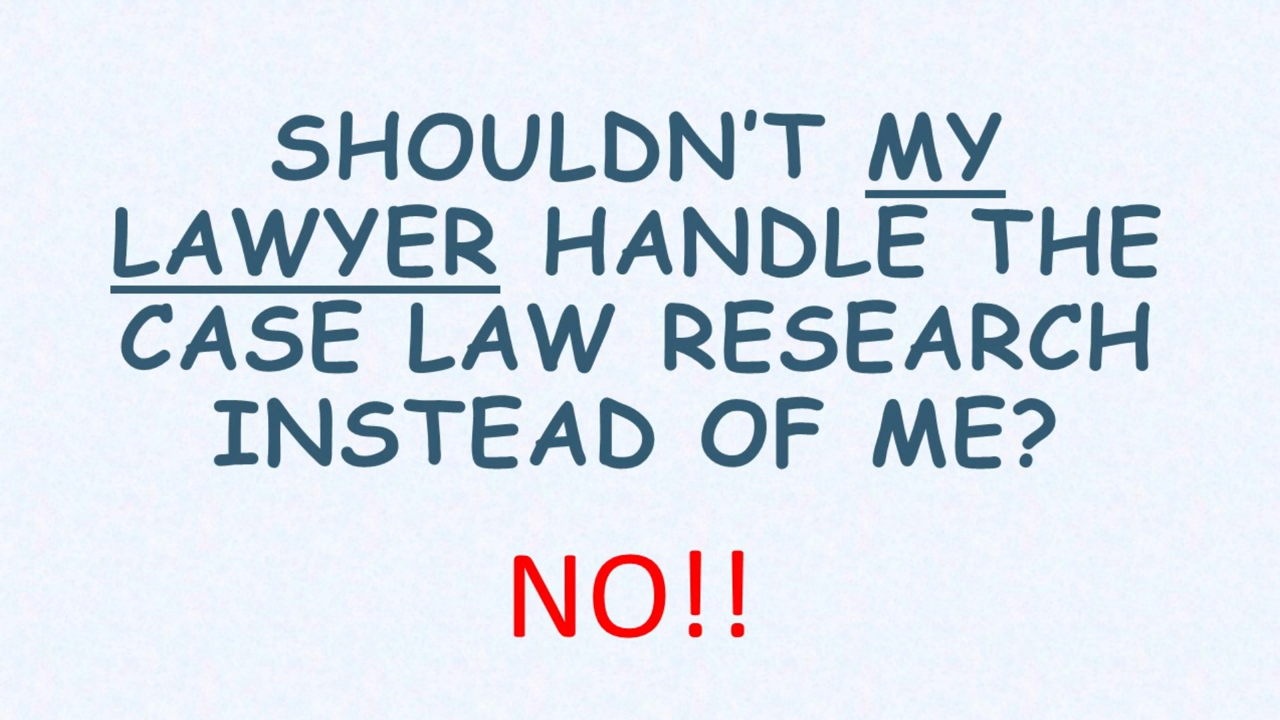 SHOULDN'T MY
LAWYER HANDLE THE
CASE LAW RESEARCH
INSTEAD OF ME?
NO!!